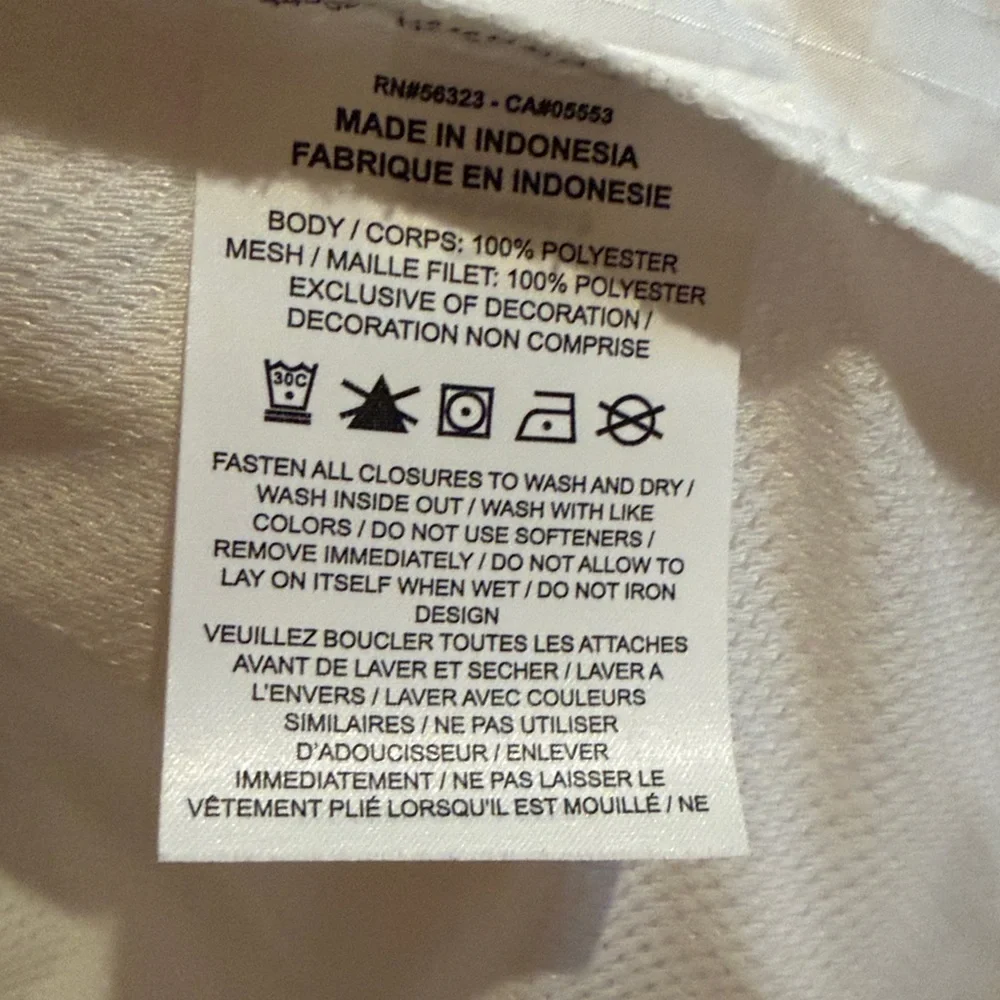 RN#56323 - CA#05553
MADE IN INDONESIA
FABRIQUE EN INDONESIE
BODY / CORPS: 100% POLYESTER
MESH / MAILLE FILET: 100% POLYESTER
EXCLUSIVE OF DECORATION /
DECORATION NON COMPRISE
30C
FASTEN ALL CLOSURES TO WASH AND DRY /
WASH INSIDE OUT / WASH WITH LIKE
COLORS / DO NOT USE SOFTENERS /
REMOVE IMMEDIATELY / DO NOT ALLOW TO
LAY ON ITSELF WHEN WET / DO NOT IRON
DESIGN
VEUILLEZ BOUCLER TOUTES LES ATTACHES
AVANT DE LAVER ET SECHER / LAVER A
L'ENVERS / LAVER AVEC COULEURS
SIMILAIRES / NE PAS UTILISER
D'ADOUCISSEUR / ENLEVER
IMMEDIATEMENT / NE PAS LAISSER LE
VÊTEMENT PLIÉ LORSQU'IL EST MOUILLÉ / NE